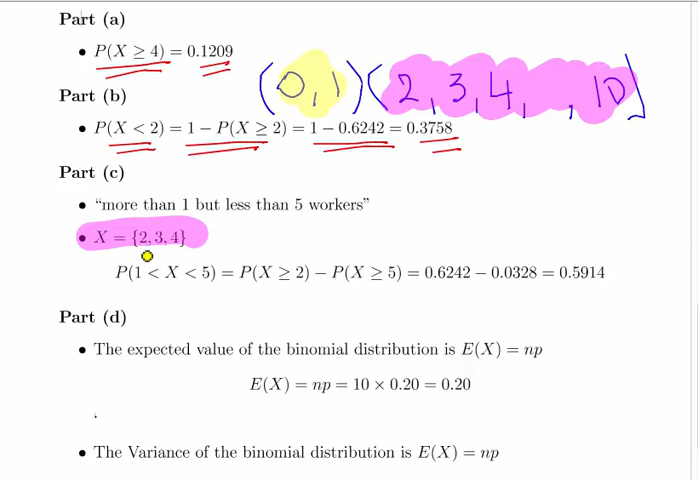 Part (a)
• P(X ≥ 4) = 0.1209
(0, 1)(2, 3, 4, , 10]
Part (b)
• P(X < 2) = 1 − P(X ≥ 2) = 1 − 0.6242 = 0.3758
Part (c)
• “more than 1 but less than 5 workers”
• X = {2, 3, 4}
P(1 < X < 5) = P(X ≥ 2) − P(X ≥ 5) = 0.6242 − 0.0328 = 0.5914
Part (d)
• The expected value of the binomial distribution is E(X) = np
E(X) = np = 10 × 0.20 = 0.20
‘
• The Variance of the binomial distribution is E(X) = np